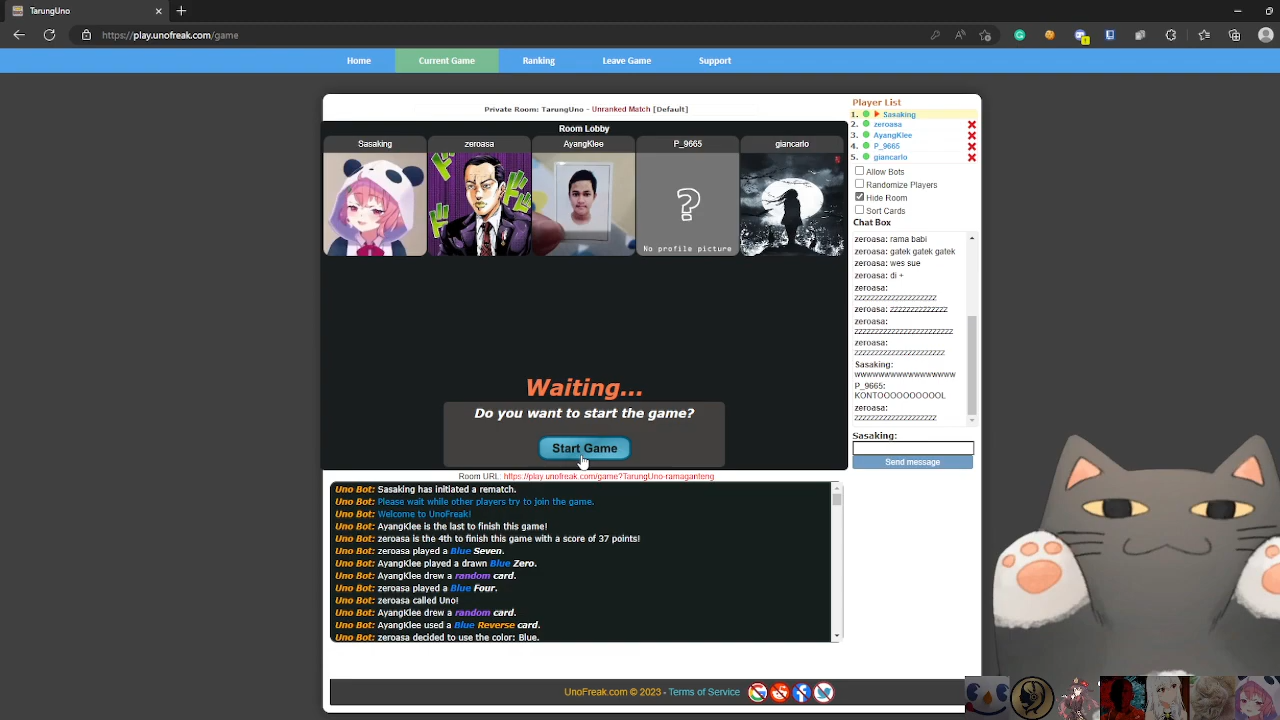 TarungUno
https://play.unofreak.com/game
Home
Current Game
Ranking
Leave Game
Support
Private Room: TarungUno - Unranked Match [Default]
Room Lobby
Sasaking
zeroasa
AyangKlee
P_9665
giancarlo
?
No profile picture
Waiting...
Do you want to start the game?
Start Game
Room URL: https://play.unofreak.com/game?TarungUno-ramaganteng
Uno Bot: Sasaking has initiated a rematch.
Uno Bot: Please wait while other players try to join the game.
Uno Bot: Welcome to UnoFreak!
Uno Bot: AyangKlee is the last to finish this game!
Uno Bot: zeroasa is the 4th to finish this game with a score of 37 points!
Uno Bot: zeroasa played a Blue Seven.
Uno Bot: AyangKlee played a drawn Blue Zero.
Uno Bot: AyangKlee drew a random card.
Uno Bot: zeroasa played a Blue Four.
Uno Bot: zeroasa called Uno!
Uno Bot: AyangKlee drew a random card.
Uno Bot: AyangKlee used a Blue Reverse card.
Uno Bot: zeroasa decided to use the color: Blue.
Player List
1. Sasaking
2. zeroasa
3. AyangKlee
4. P_9665
5. giancarlo
Allow Bots
Randomize Players
Hide Room
Sort Cards
Chat Box
zeroasa: rama babi
zeroasa: gatek gatek gatek
zeroasa: wes sue
zeroasa: di +
zeroasa:
zzzzzzzzzzzzzzzzzzzz
zeroasa: zzzzzzzzzzzzzz
zeroasa:
zzzzzzzzzzzzzzzzzzzzzzzz
zeroasa:
zzzzzzzzzzzzzzzzzzzzzz
Sasaking:
wwwwwwwwwwwwwwwww
P_9665:
KONTOOOOOOOOOOL
zeroasa:
zzzzzzzzzzzzzzzzzzzz
Sasaking:
Send message
UnoFreak.com © 2023 - Terms of Service